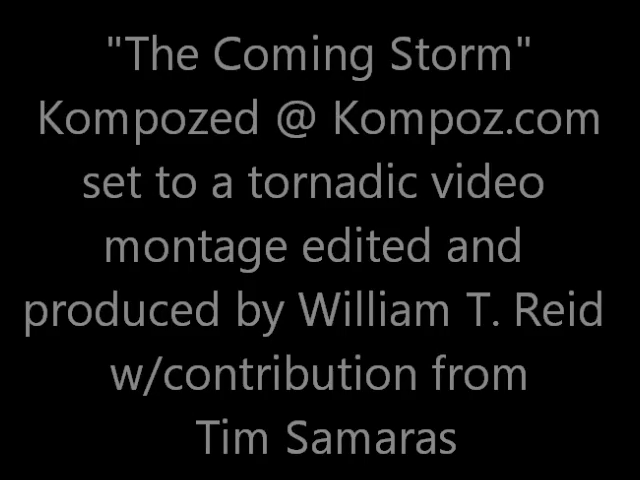 "The Coming Storm"
Kompozed @ Kompoz.com
set to a tornadic video
montage edited and
produced by William T. Reid
w/contribution from
Tim Samaras